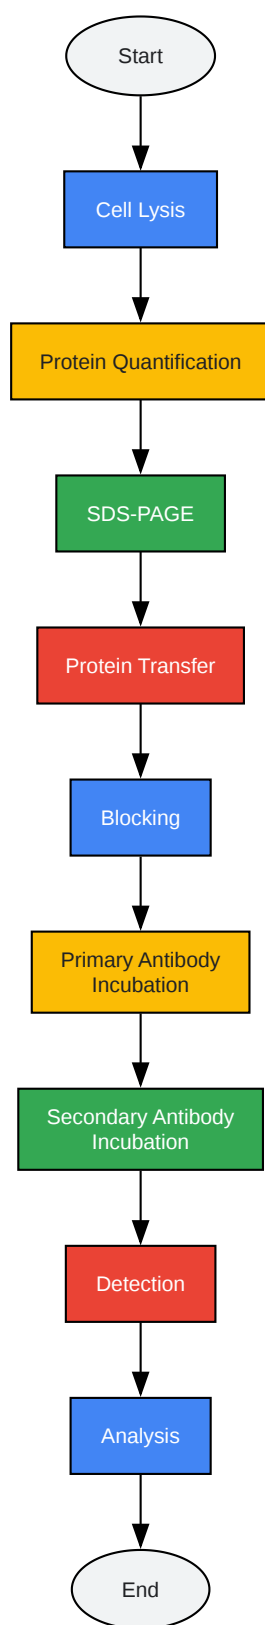 Start
Cell Lysis
Protein Quantification
SDS-PAGE
Protein Transfer
Blocking
Primary Antibody
Incubation
Secondary Antibody
Incubation
Detection
Analysis
End